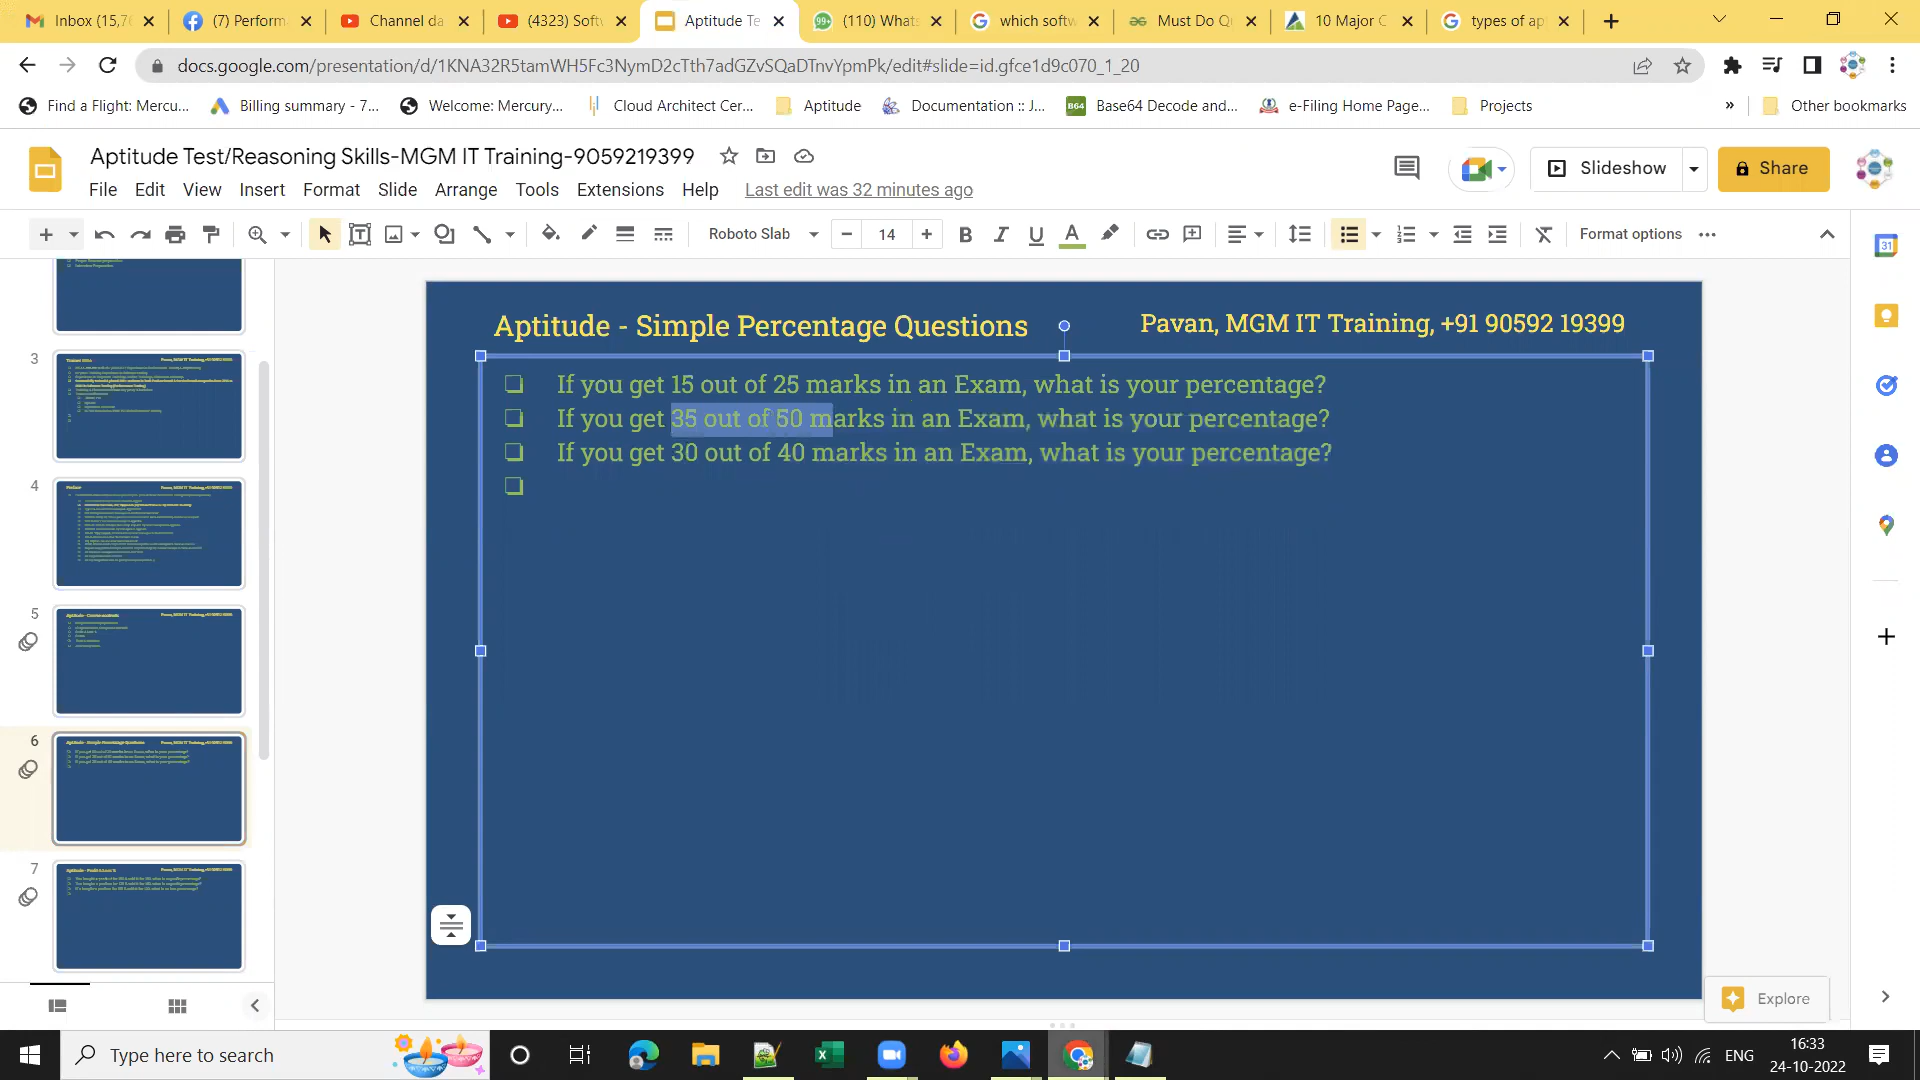 Inbox (15,7
(7) Perform
Channel da
(4323) Soft
Aptitude Te
(110) What
which softw
Must Do Q
10 Major C
types of ap
docs.google.com/presentation/d/1KNA32R5tamWH5Fc3NymD2cTth7adGZvSQaDTnvYpmPk/edit#slide=id.gfce1d9c070_1_20
Find a Flight: Mercu...
Billing summary - 7...
Welcome: Mercury...
Cloud Architect Cer...
Aptitude
Documentation :: J...
B64
Base64 Decode and...
e-Filing Home Page...
Projects
»
Other bookmarks
Aptitude Test/Reasoning Skills-MGM IT Training-9059219399
File Edit View Insert Format Slide Arrange Tools Extensions Help Last edit was 32 minutes ago
Slideshow
Share
Roboto Slab
14
B I U A
Format options
31
Aptitude - Simple Percentage Questions
Pavan, MGM IT Training, +91 90592 19399
If you get 15 out of 25 marks in an Exam, what is your percentage?
If you get 35 out of 50 marks in an Exam, what is your percentage?
If you get 30 out of 40 marks in an Exam, what is your percentage?
3
4
5
6
7
Explore
Type here to search
ENG
16:33
24-10-2022